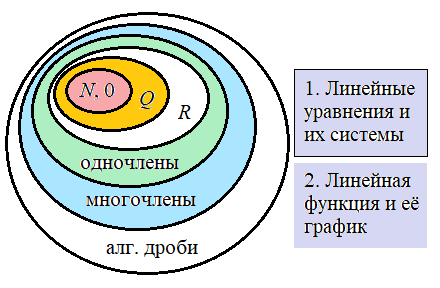 N, 0
Q
R
одночлены
многочлены
алг. дроби
1. Линейные
уравнения и
их системы
2. Линейная
функция и её
график